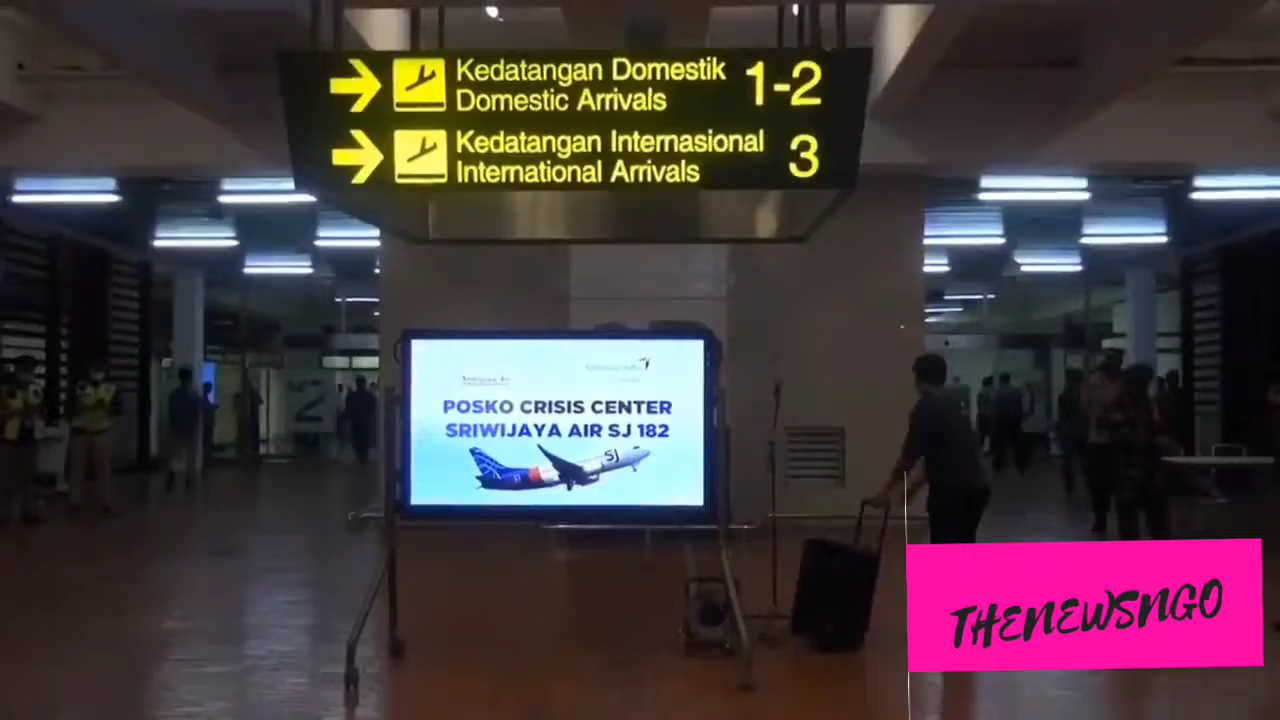 Kedatangan Domestik 1-2
Domestic Arrivals
Kedatangan Internasional 3
International Arrivals
POSKO CRISIS CENTER
SRIWIJAYA AIR SJ 182
SJ
2
THENEWSNGO